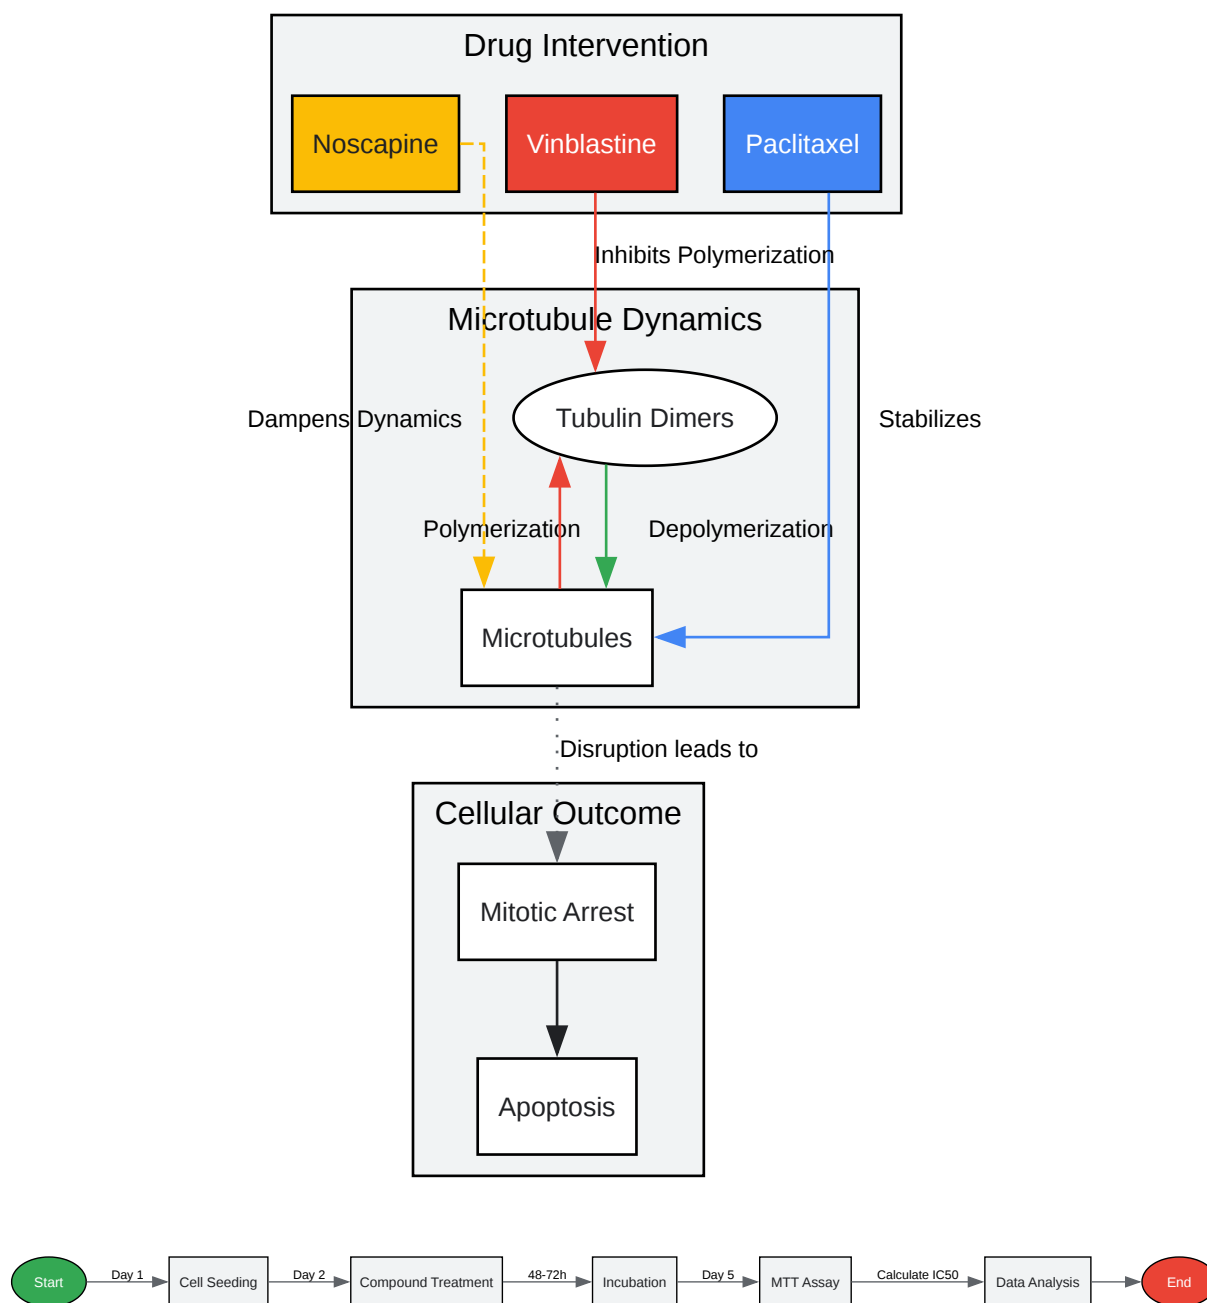 Drug Intervention
Noscapine
Vinblastine
Paclitaxel
Inhibits Polymerization
Microtubule Dynamics
Dampens Dynamics
Tubulin Dimers
Stabilizes
Polymerization
Depolymerization
Microtubules
Disruption leads to
Cellular Outcome
Mitotic Arrest
Apoptosis
Start
Day 1
Cell Seeding
Day 2
Compound Treatment
48-72h
Incubation
Day 5
MTT Assay
Calculate IC50
Data Analysis
End